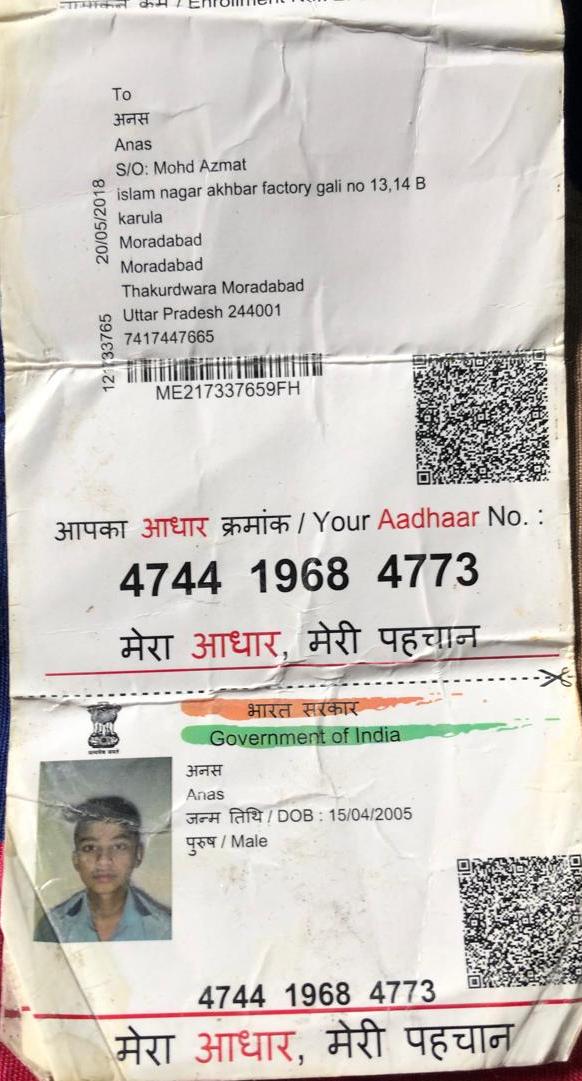 To
अनस
Anas
S/O: Mohd Azmat
islam nagar akhbar factory gali no 13,14 B
karula
Moradabad
Moradabad
Thakurdwara Moradabad
Uttar Pradesh 244001
7417447665
20/05/2018
ME217337659FH
आपका आधार क्रमांक / Your Aadhaar No. :
4744 1968 4773
मेरा आधार, मेरी पहचान
भारत सरकार
Government of India
अनस
Anas
जन्म तिथि / DOB : 15/04/2005
पुरुष / Male
4744 1968 4773
मेरा आधार, मेरी पहचान